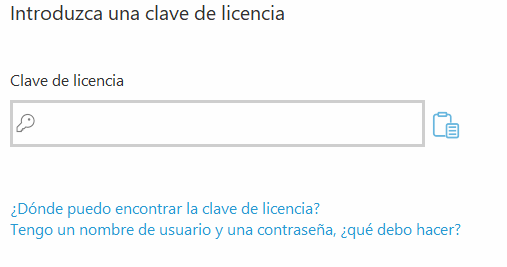 Introduzca una clave de licencia
Clave de licencia
¿Dónde puedo encontrar la clave de licencia?
Tengo un nombre de usuario y una contraseña, ¿qué debo hacer?